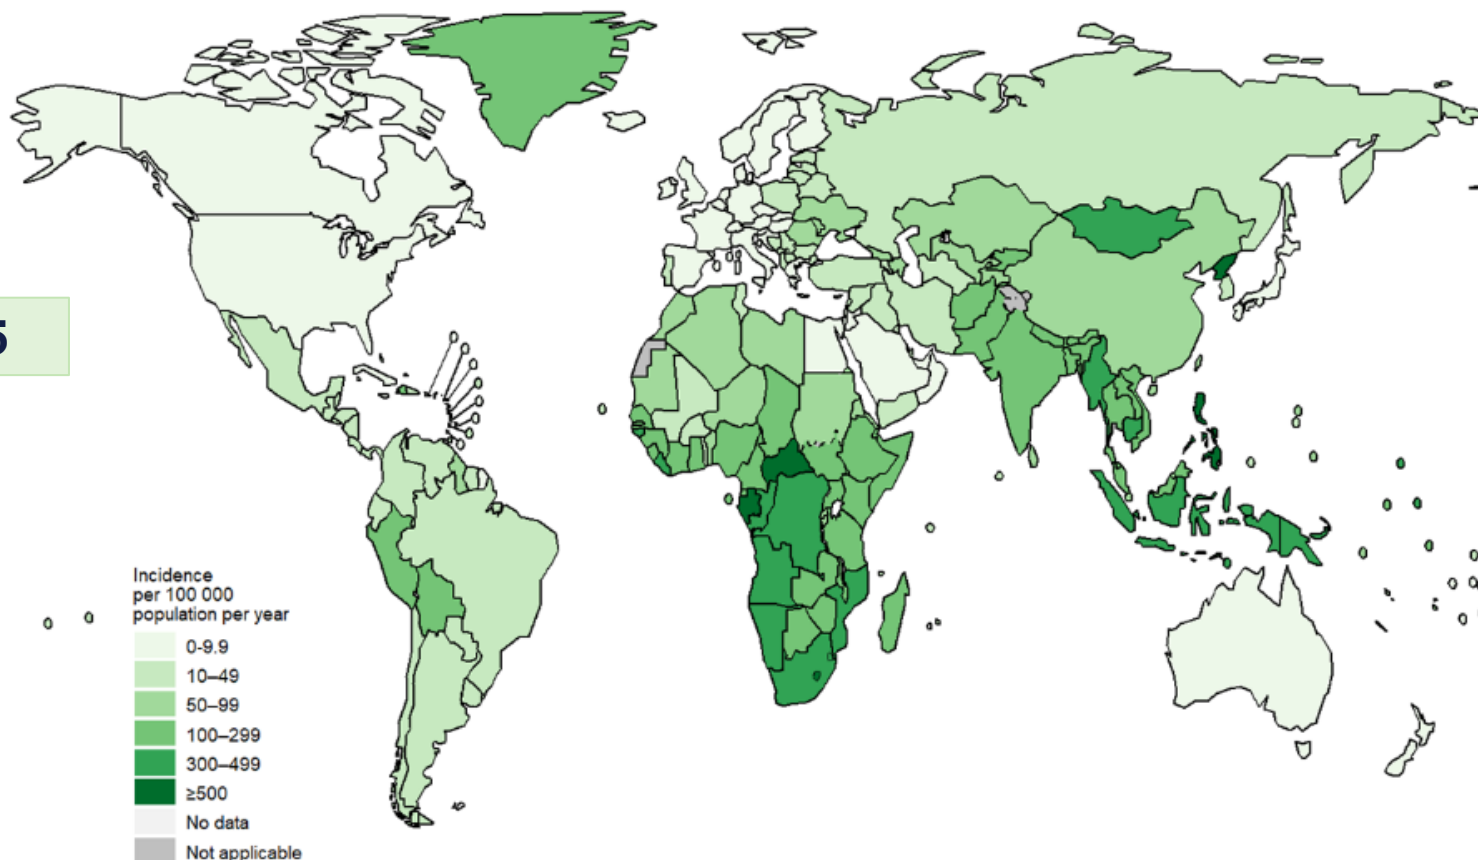 5
Incidence
per 100 000
population per year
0-9.9
10–49
50–99
100–299
300–499
≥500
No data
Not applicable